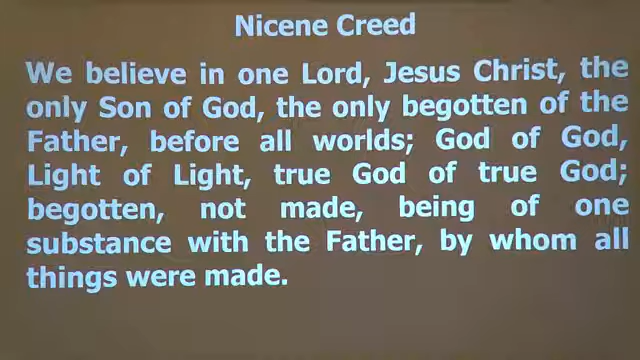 Nicene Creed
We believe in one Lord, Jesus Christ, the
only Son of God, the only begotten of the
Father, before all worlds; God of God,
Light of Light, true God of true God;
begotten, not made, being of one
substance with the Father, by whom all
things were made.